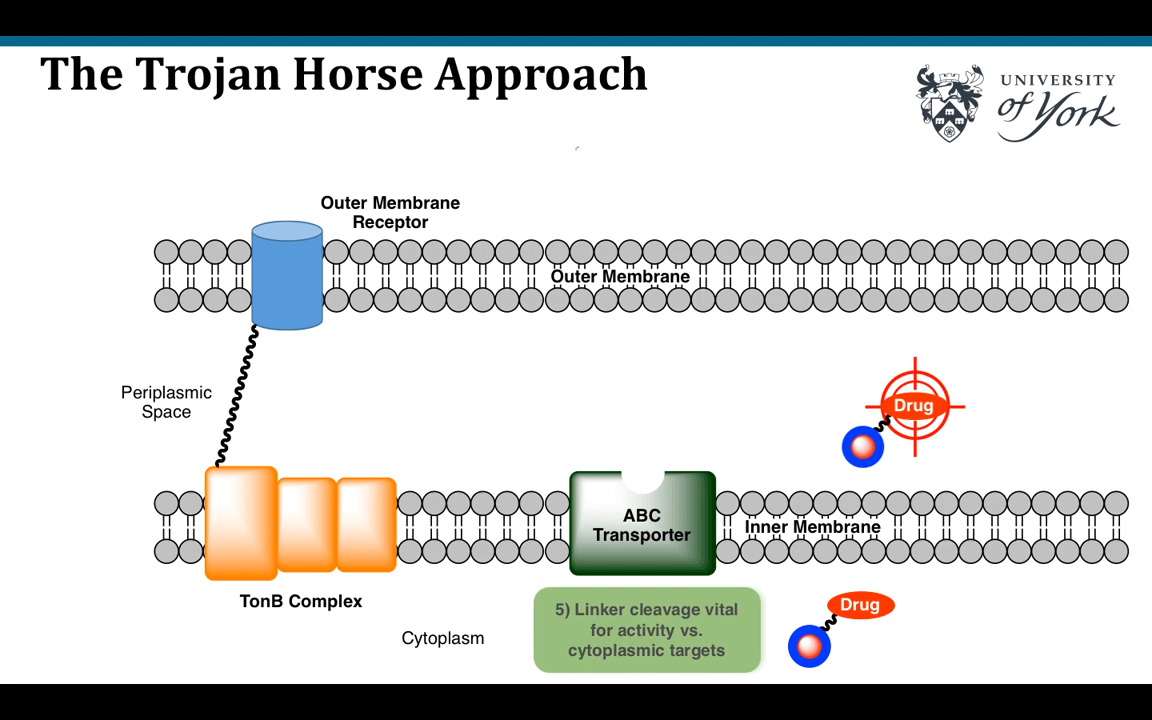 The Trojan Horse Approach
UNIVERSITY
of York
Outer Membrane
Receptor
Outer Membrane
Periplasmic
Space
Drug
ABC
Transporter
Inner Membrane
TonB Complex
Cytoplasm
5) Linker cleavage vital
for activity vs.
cytoplasmic targets
Drug